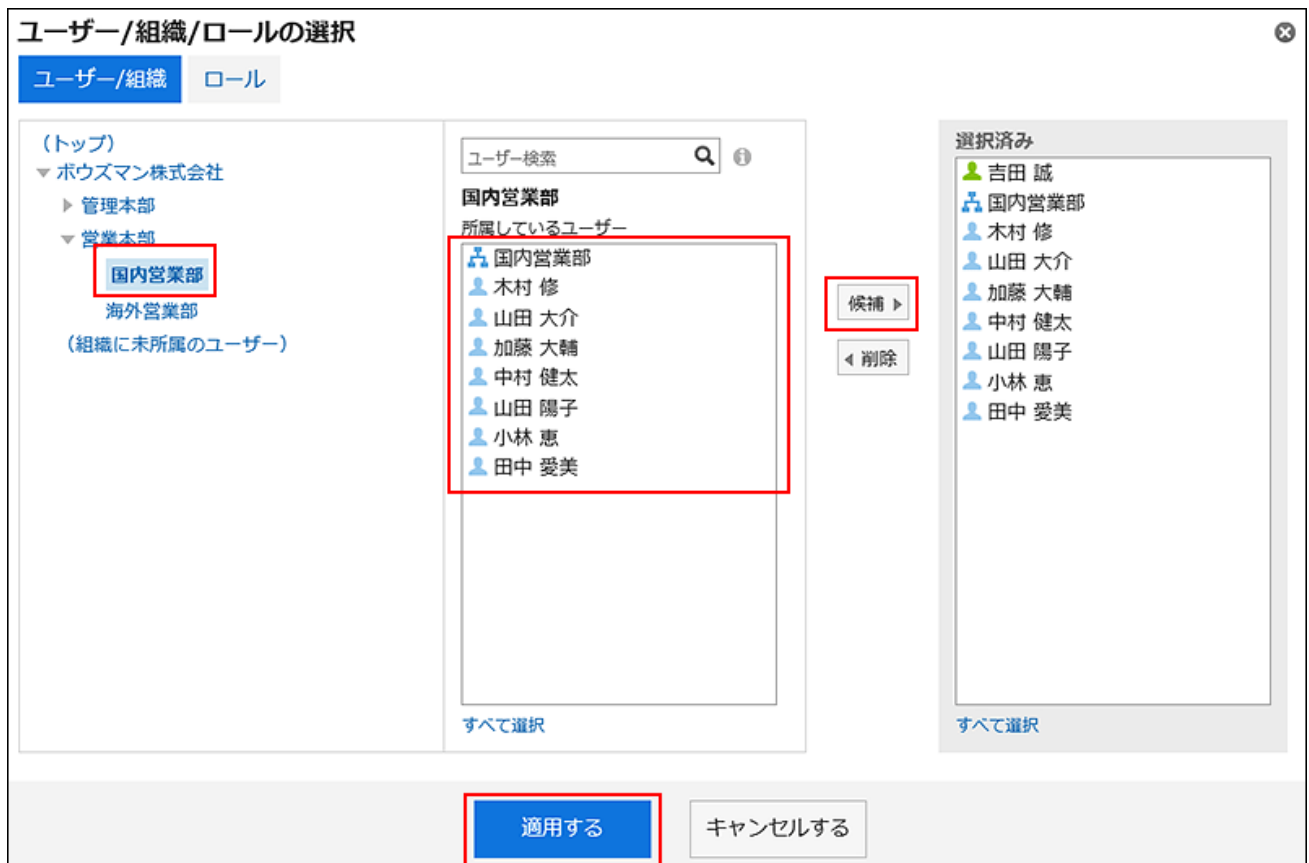 ユーザー/組織/ロールの選択
ユーザー/組織
ロール
(トップ)
ボウズマン株式会社
管理本部
営業本部
国内営業部
海外営業部
(組織に未所属のユーザー)
ユーザー検索
国内営業部
所属しているユーザー
国内営業部
木村 修
山田 大介
加藤 大輔
中村 健太
山田 陽子
小林 恵
田中 愛美
すべて選択
候補
削除
選択済み
吉田 誠
国内営業部
木村 修
山田 大介
加藤 大輔
中村 健太
山田 陽子
小林 恵
田中 愛美
すべて選択
適用する
キャンセルする